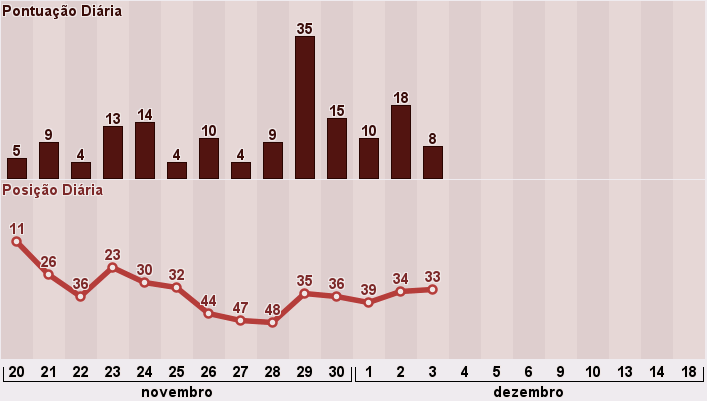 Pontuação Diária
5 9 4 13 14 4 10 4 9 35 15 10 18 8
Posição Diária
11 26 36 23 30 32 44 47 48 35 36 39 34 33
20 21 22 23 24 25 26 27 28 29 30 1 2 3 4 5 6 9 10 13 14 18
novembro dezembro